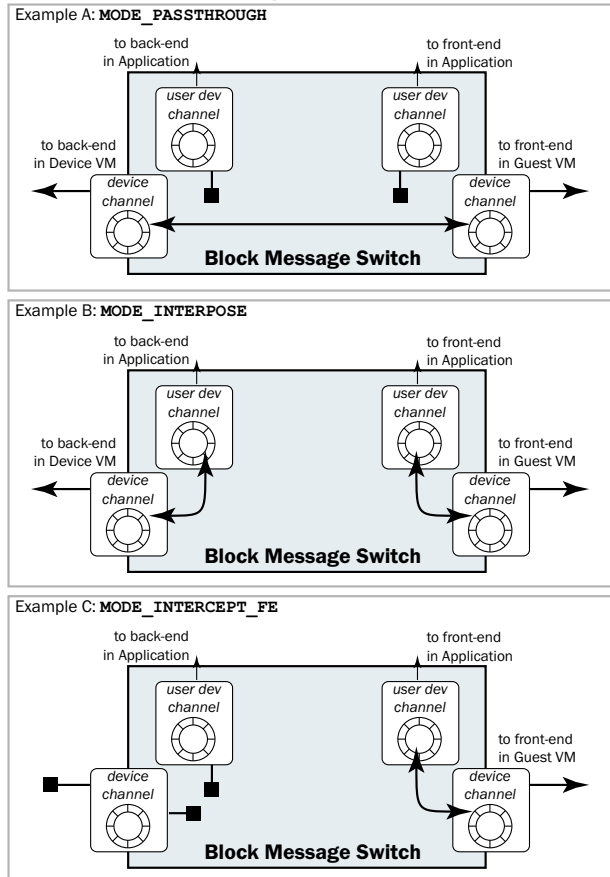 Example A: MODE_PASSTHROUGH
to back-end
in Application
to front-end
in Application
user dev
channel
user dev
channel
to back-end
in Device VM
to front-end
in Guest VM
device
channel
device
channel
Block Message Switch
Example B: MODE_INTERPOSE
to back-end
in Application
to front-end
in Application
user dev
channel
user dev
channel
to back-end
in Device VM
to front-end
in Guest VM
device
channel
device
channel
Block Message Switch
Example C: MODE_INTERCEPT_FE
to back-end
in Application
to front-end
in Application
user dev
channel
user dev
channel
to front-end
in Guest VM
device
channel
device
channel
Block Message Switch